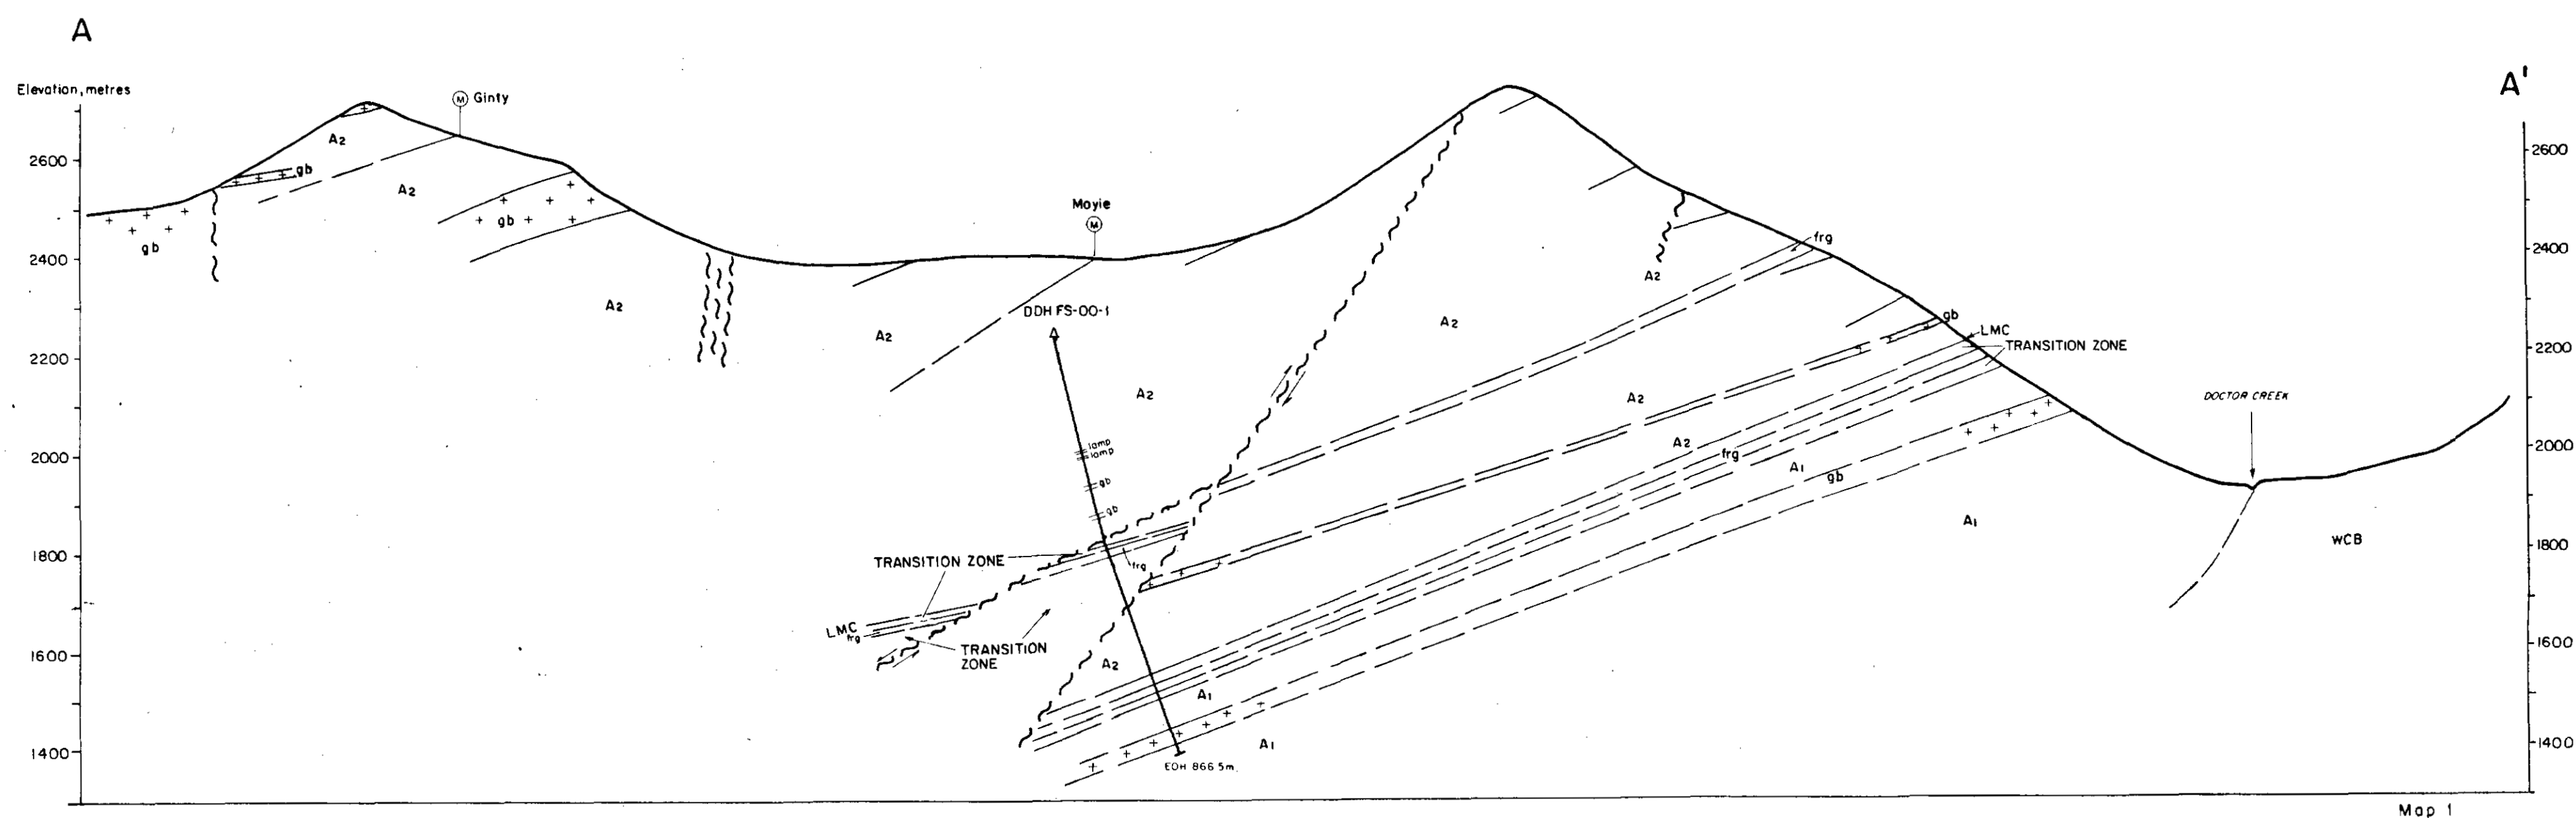 A
A'
Elevation, metres
M Ginty
A2
2600
2600
gb
A2
gb
gb
Moyie
M
2400
2400
frg
A2
A2
DDH FS-00-1
A2
A2
gb
LMC
TRANSITION ZONE
2200
2200
A2
A2
DOCTOR CREEK
lamp
lamp
A2
2000
2000
frg
A1
gb
gb
gb
A1
WCB
1800
1800
TRANSITION ZONE
frg
LMC
frg
TRANSITION
ZONE
1600
1600
A2
A1
1400
1400
A1
EOH 866.5m.
Map 1